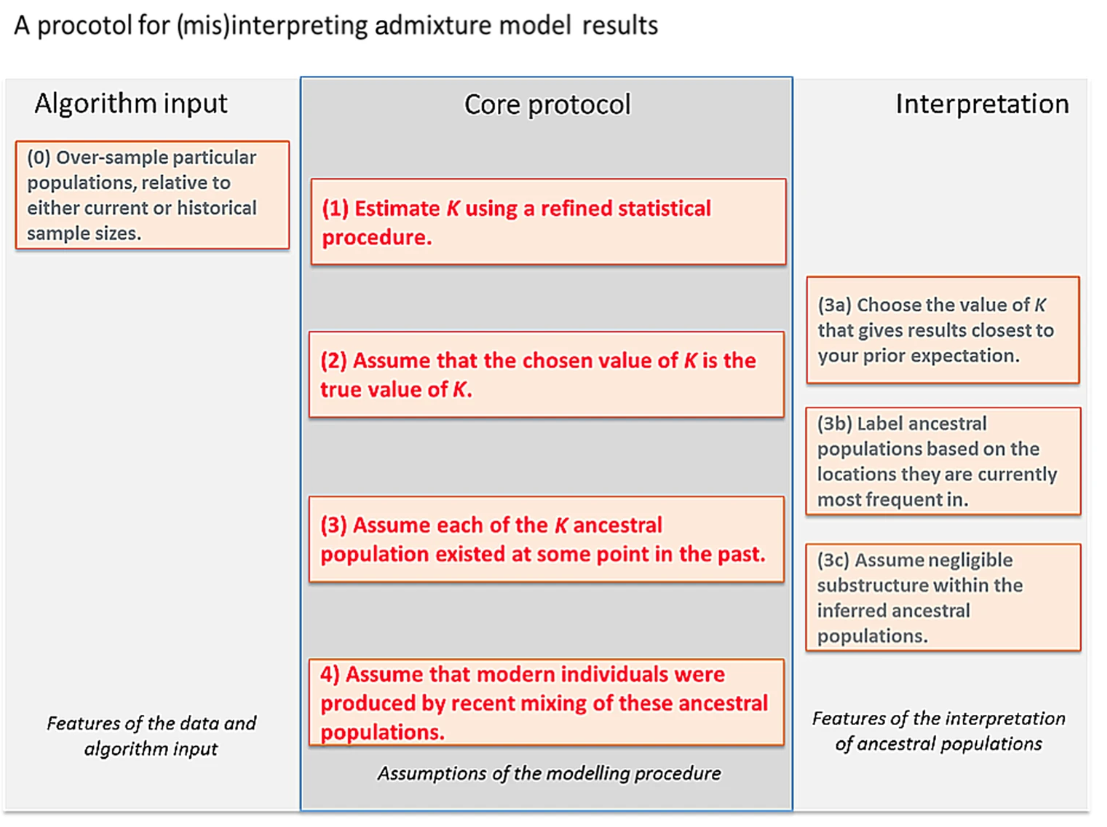 A procotol for (mis)interpreting admixture model results
Algorithm input
(0) Over-sample particular
populations, relative to
either current or historical
sample sizes.
Features of the data and
algorithm input
Core protocol
(1) Estimate K using a refined statistical
procedure.
(2) Assume that the chosen value of K is the
true value of K.
(3) Assume each of the K ancestral
population existed at some point in the past.
4) Assume that modern individuals were
produced by recent mixing of these ancestral
populations.
Assumptions of the modelling procedure
Interpretation
(3a) Choose the value of K
that gives results closest to
your prior expectation.
(3b) Label ancestral
populations based on the
locations they are currently
most frequent in.
(3c) Assume negligible
substructure within the
inferred ancestral
populations.
Features of the interpretation
of ancestral populations